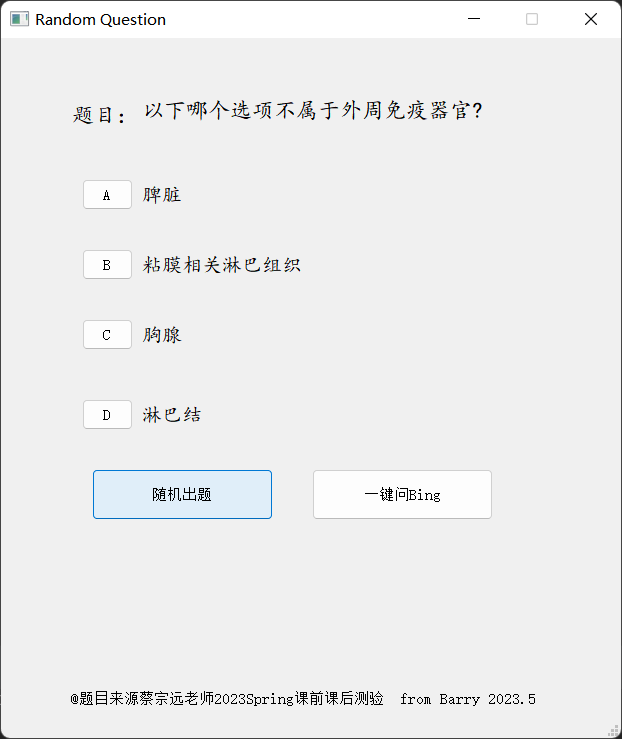 Random Question
题目： 以下哪个选项不属于外周免疫器官?
A 脾脏
B 粘膜相关淋巴组织
C 胸腺
D 淋巴结
随机出题 一键问Bing
@题目来源蔡宗远老师2023Spring课前课后测验 from Barry 2023.5